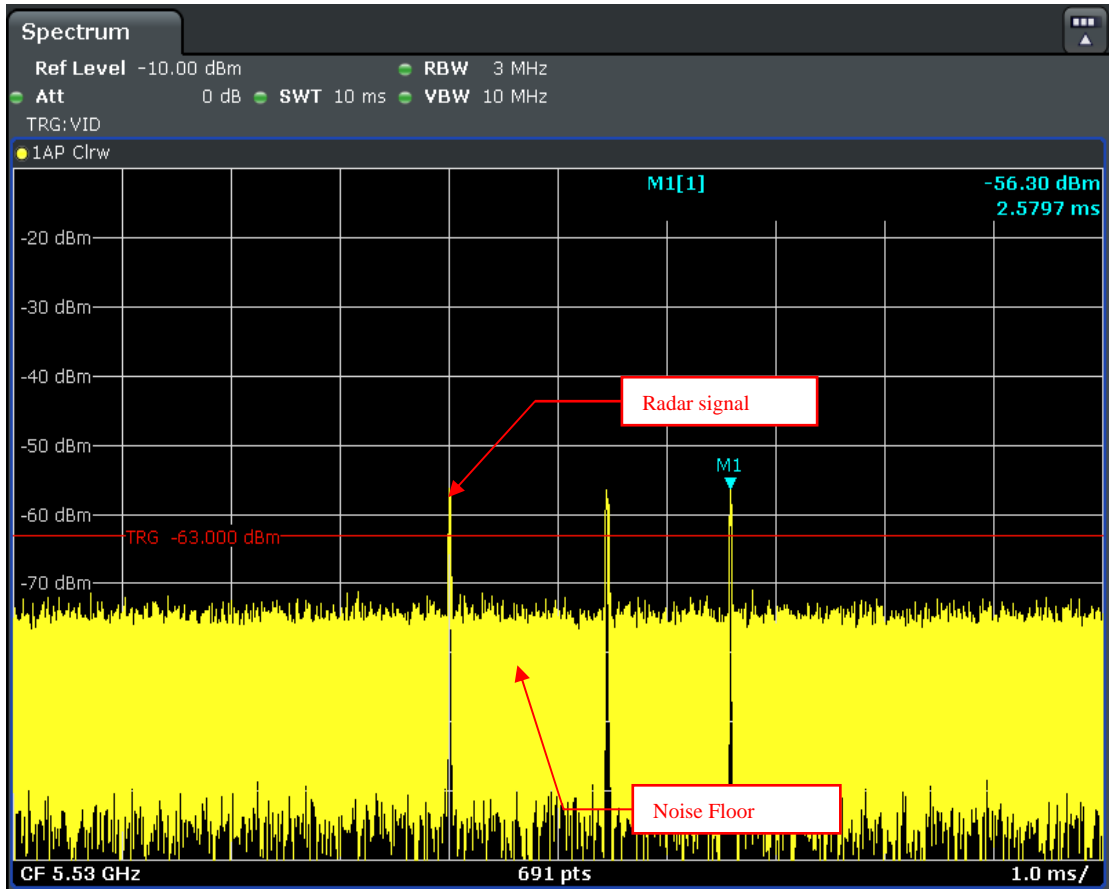 Spectrum
Ref Level -10.00 dBm RBW 3 MHz
Att 0 dB SWT 10 ms VBW 10 MHz
TRG:VID
1AP Clrw
M1[1] -56.30 dBm
2.5797 ms
-20 dBm
-30 dBm
-40 dBm
Radar signal
-50 dBm
M1
-60 dBm
TRG -63.000 dBm
-70 dBm
Noise Floor
CF 5.53 GHz 691 pts 1.0 ms/